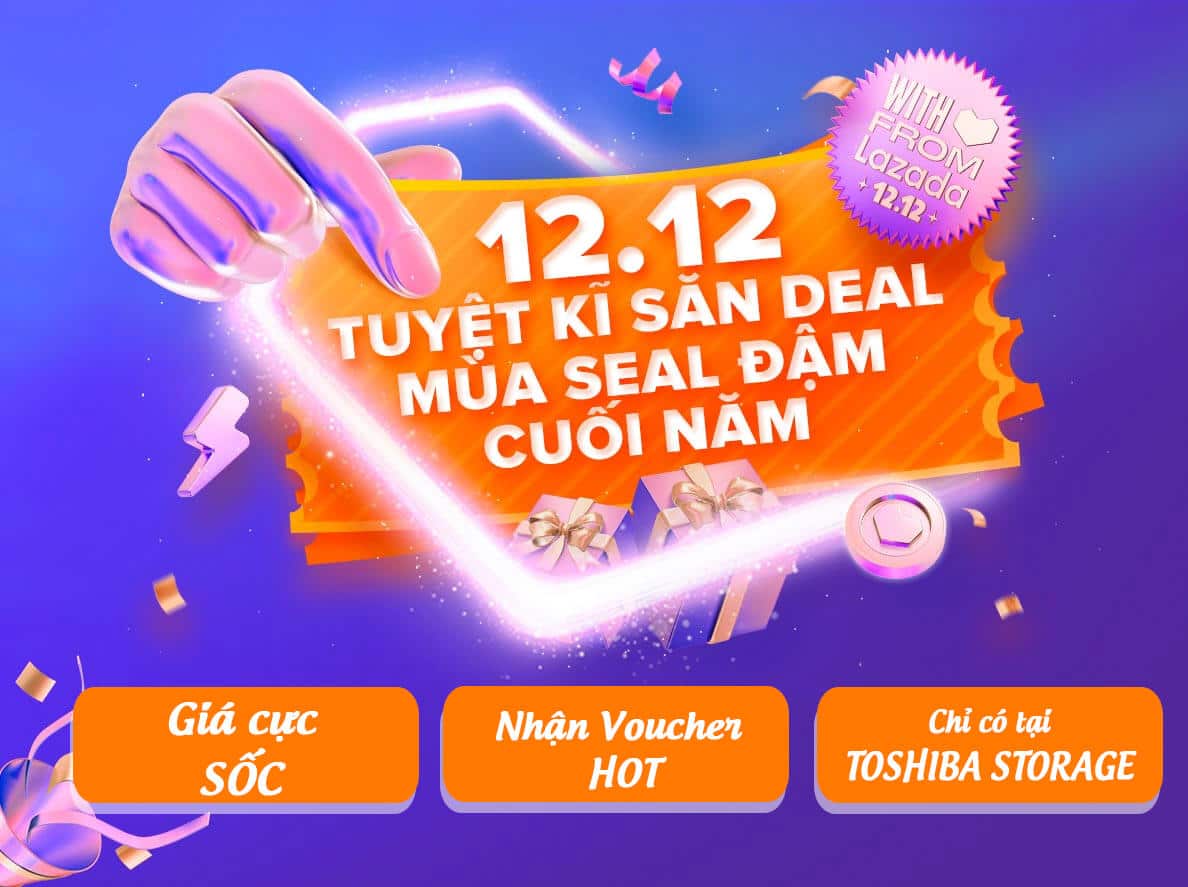 WITH
FROM
Lazada
12.12
12.12
TUYỆT KĨ SĂN DEAL
MÙA SEAL ĐẬM
CUỐI NĂM
Giá cực
SỐC
Nhận Voucher
HOT
Chỉ có tại
TOSHIBA STORAGE